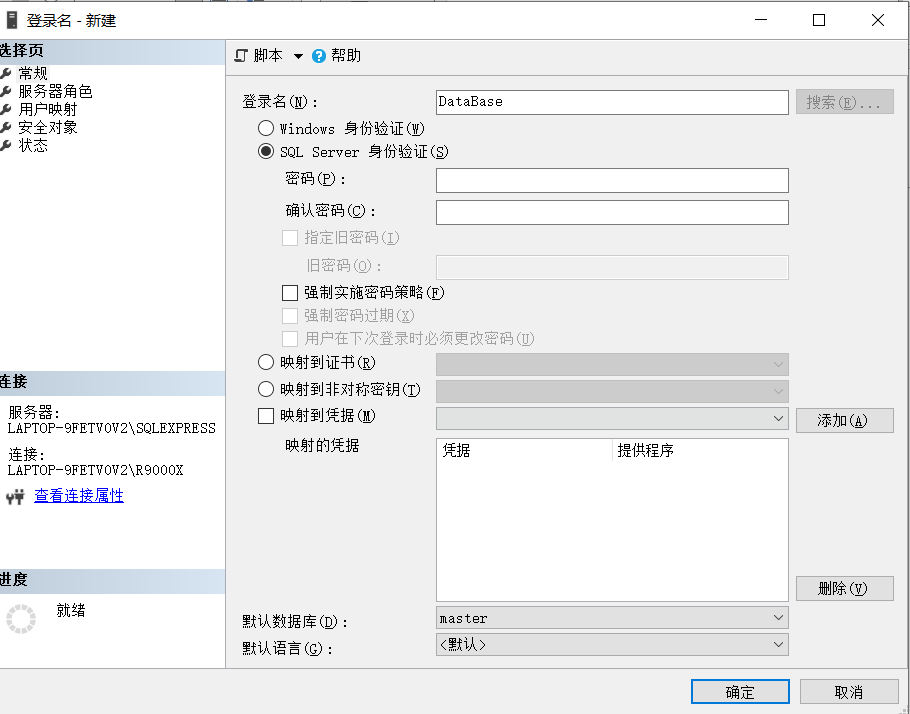 登录名 - 新建
选择页
常规
服务器角色
用户映射
安全对象
状态
连接
服务器:
LAPTOP-9FETV0V2\SQLEXPRESS
连接:
LAPTOP-9FETV0V2\R9000X
查看连接属性
进度
就绪
脚本 帮助
登录名(N): DataBase 搜索(E)...
Windows 身份验证(W)
SQL Server 身份验证(S)
密码(P):
确认密码(C):
指定旧密码(I)
旧密码(O):
强制实施密码策略(F)
强制密码过期(X)
用户在下次登录时必须更改密码(U)
映射到证书(R)
映射到非对称密钥(T)
映射到凭据(M) 添加(A)
映射的凭据 凭据 提供程序
删除(V)
默认数据库(D): master
默认语言(G): <默认>
确定 取消